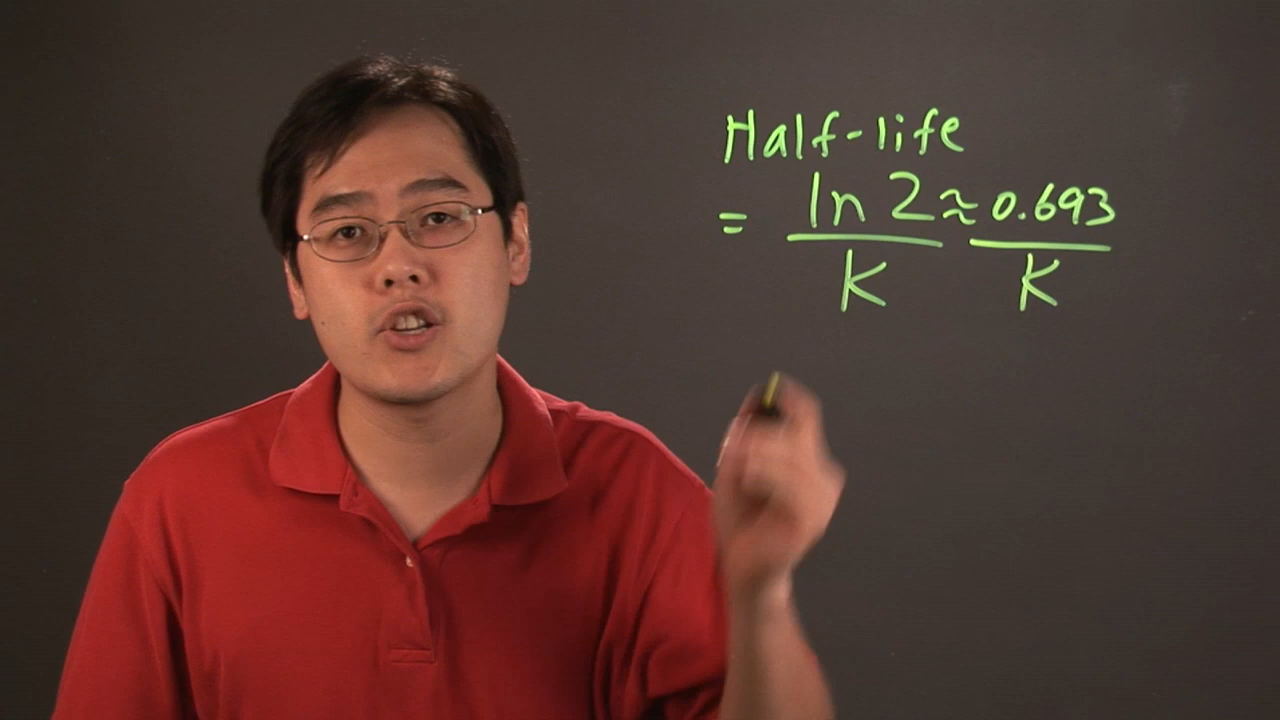 Half-life
= ln 2 ≈ 0.693
K K